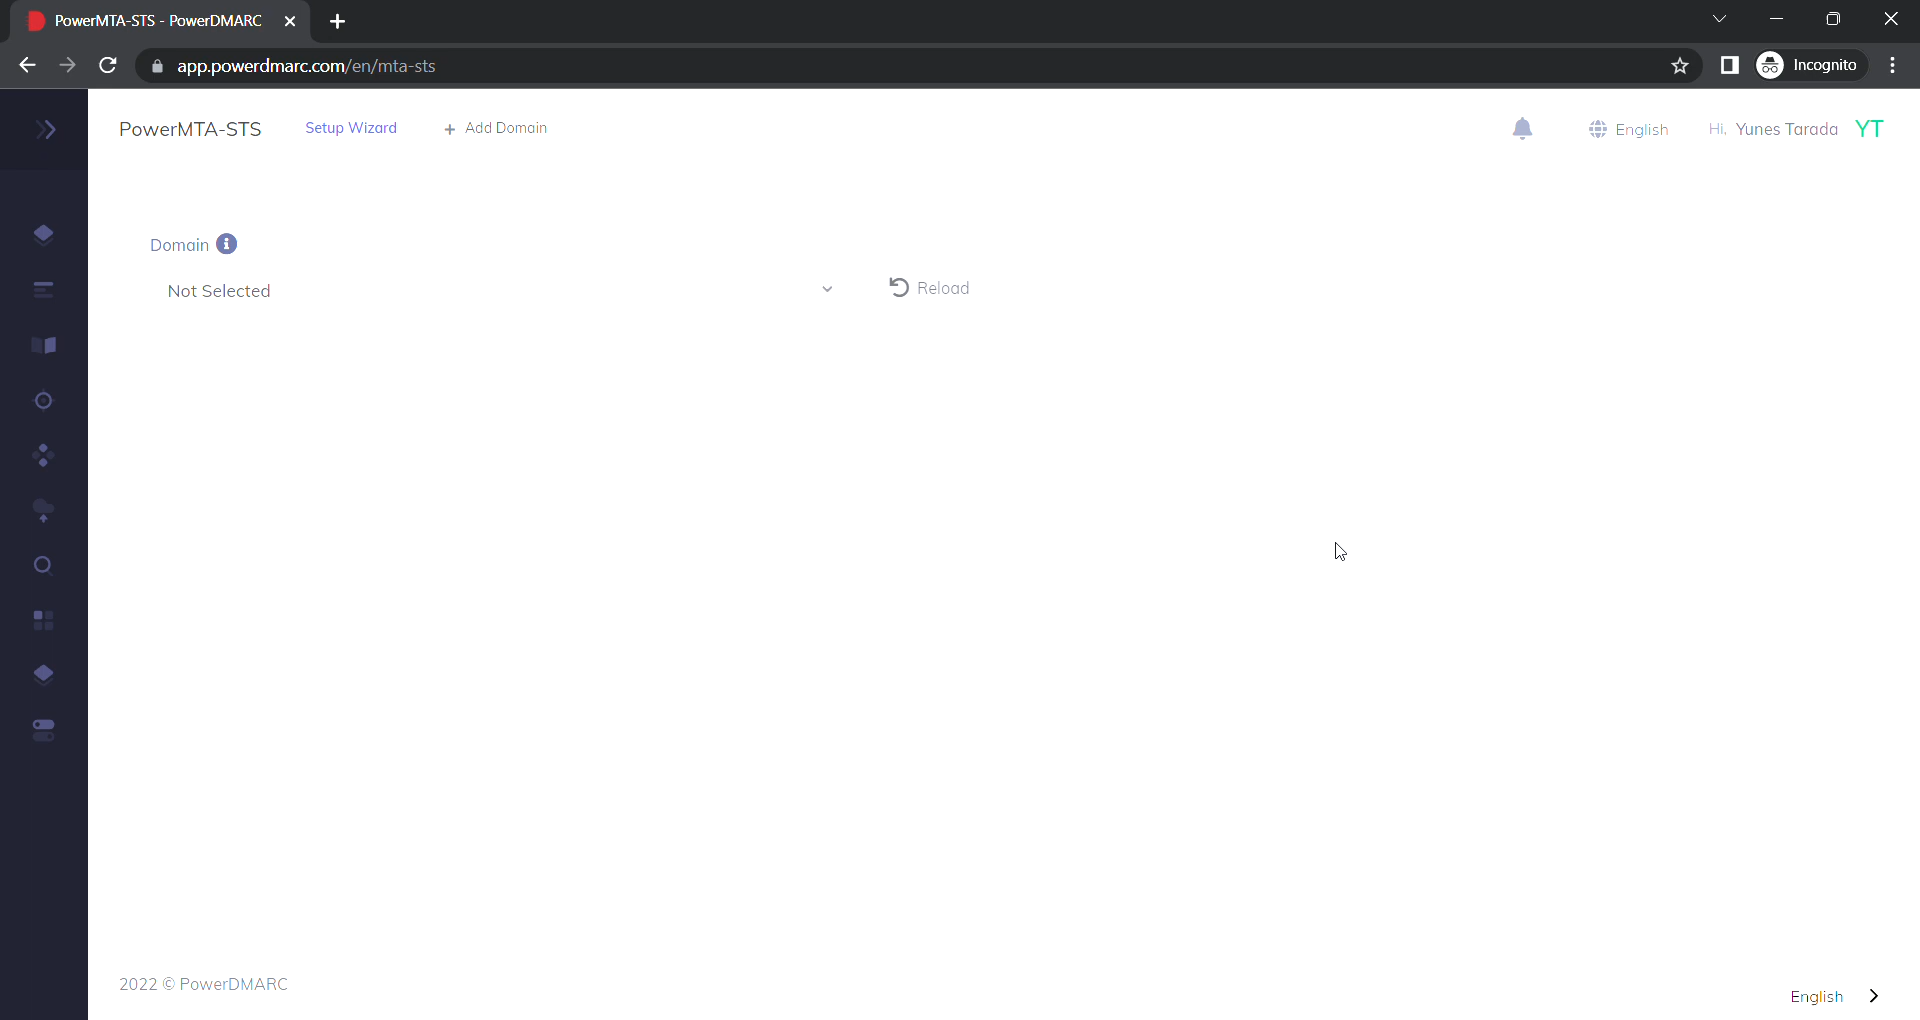 PowerMTA-STS - PowerDMARC
app.powerdmarc.com/en/mta-sts
Incognito
PowerMTA-STS
Setup Wizard
+ Add Domain
English
Hi, Yunes Tarada
YT
Domain
Not Selected
Reload
2022 © PowerDMARC
English